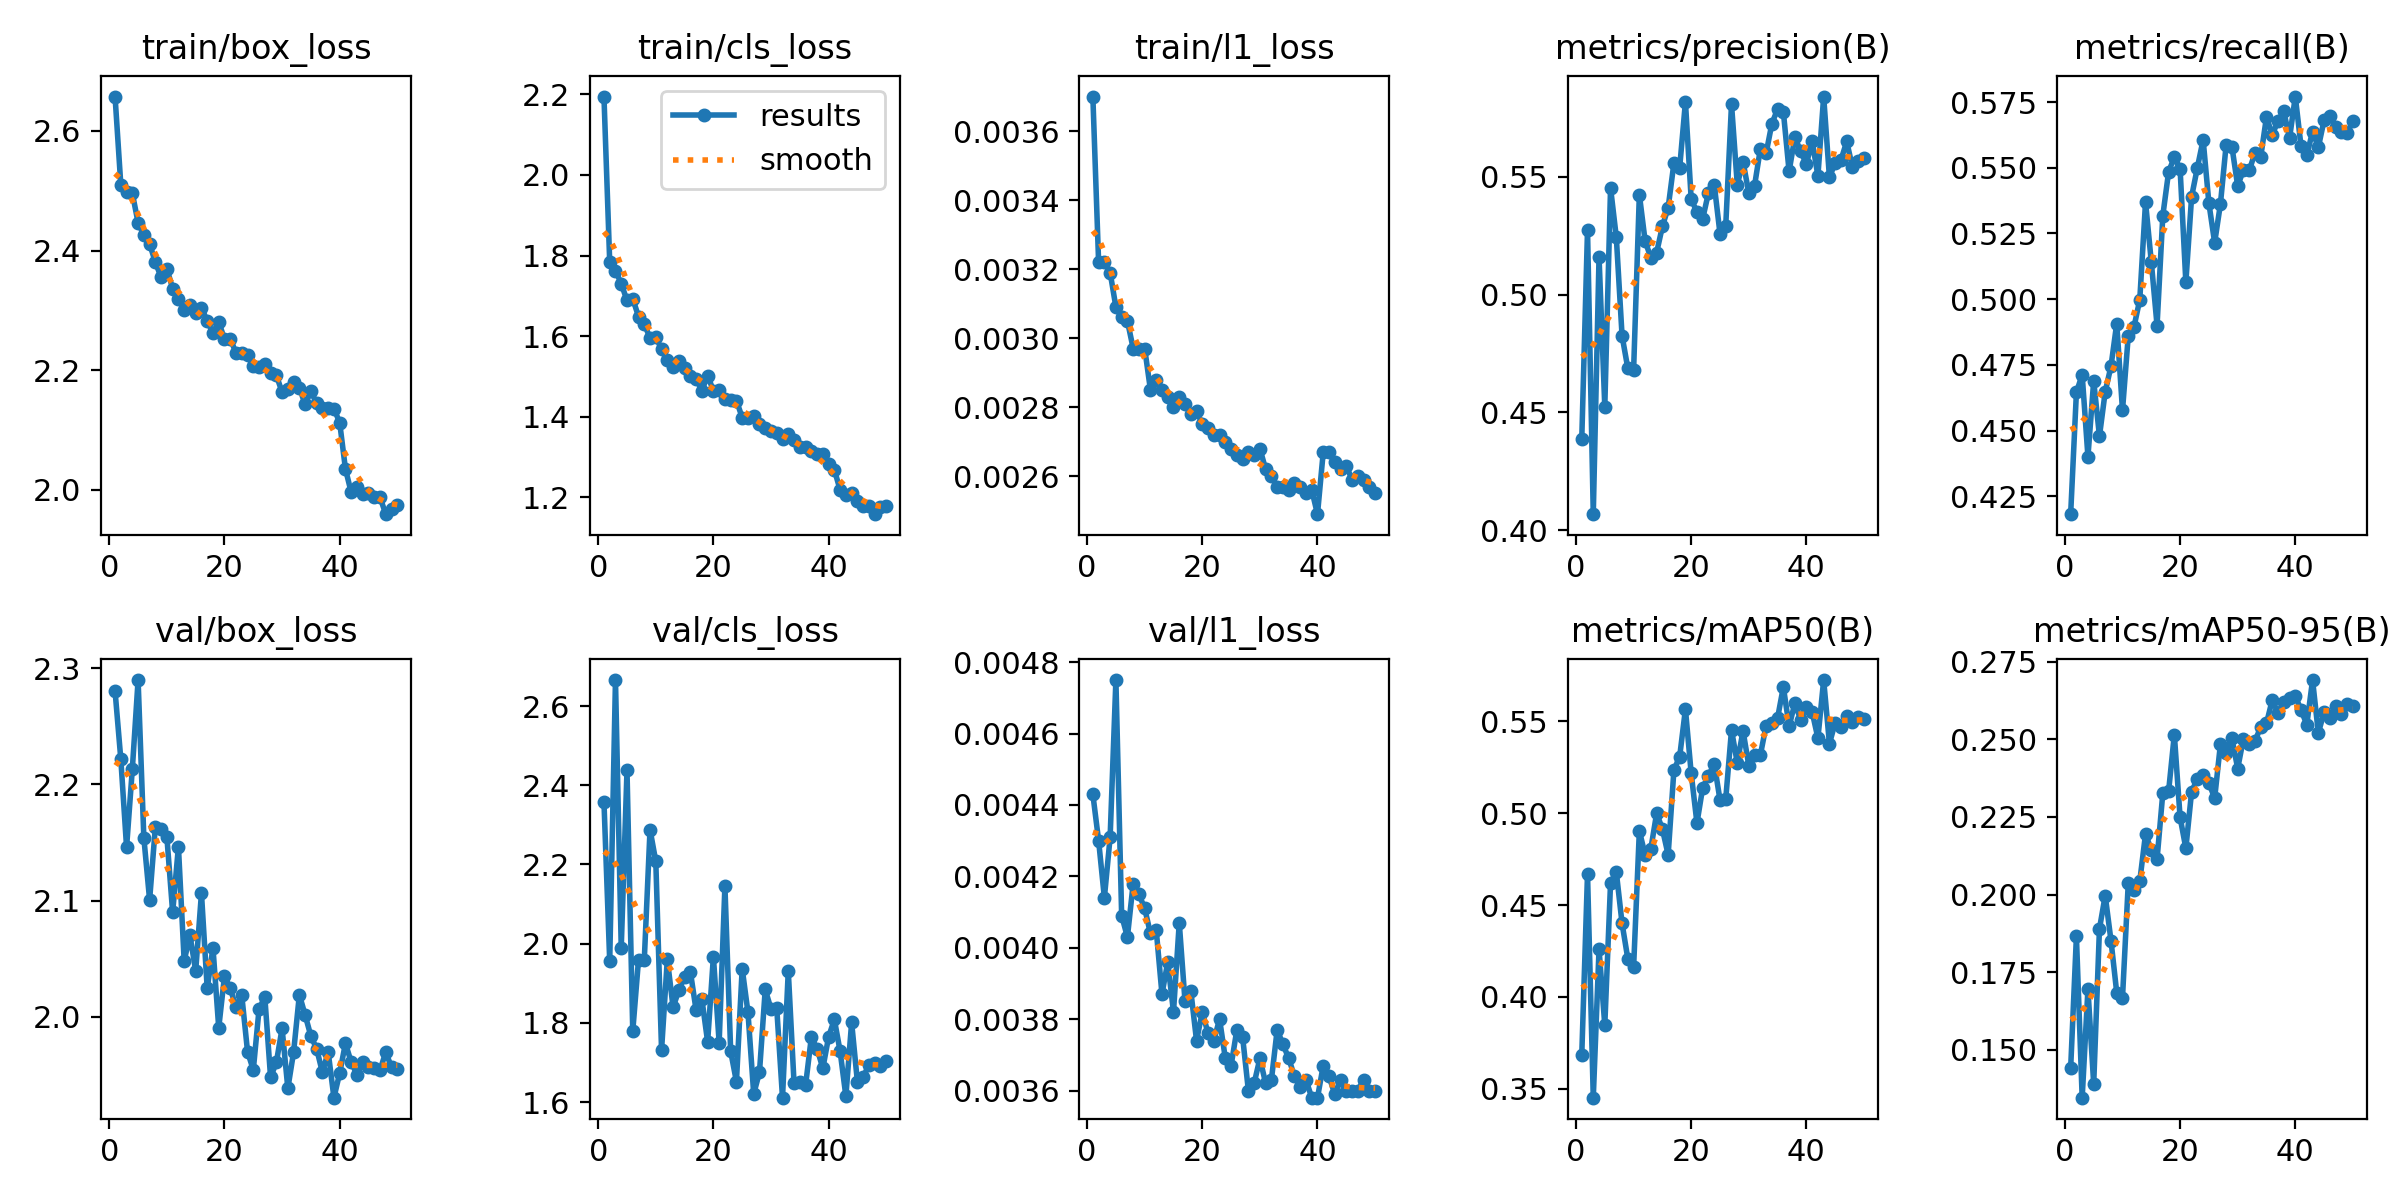 train/box_loss
2.6
2.4
2.2
2.0
0 20 40
train/cls_loss
results
smooth
2.2
2.0
1.8
1.6
1.4
1.2
0 20 40
train/l1_loss
0.0036
0.0034
0.0032
0.0030
0.0028
0.0026
0 20 40
metrics/precision(B)
0.55
0.50
0.45
0.40
0 20 40
metrics/recall(B)
0.575
0.550
0.525
0.500
0.475
0.450
0.425
0 20 40
val/box_loss
2.3
2.2
2.1
2.0
0 20 40
val/cls_loss
2.6
2.4
2.2
2.0
1.8
1.6
0 20 40
val/l1_loss
0.0048
0.0046
0.0044
0.0042
0.0040
0.0038
0.0036
0 20 40
metrics/mAP50(B)
0.55
0.50
0.45
0.40
0.35
0 20 40
metrics/mAP50-95(B)
0.275
0.250
0.225
0.200
0.175
0.150
0 20 40